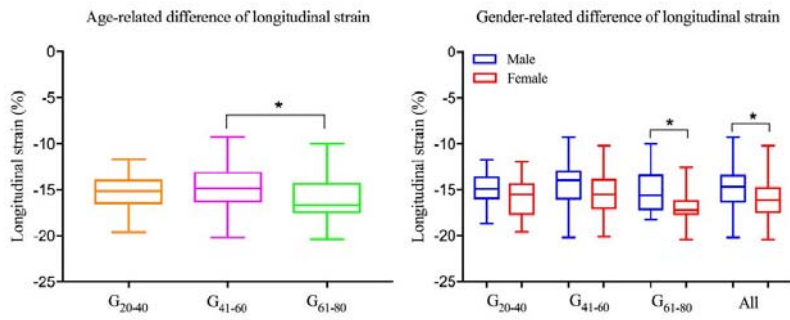 Age-related difference of longitudinal strain
Longitudinal strain (%)
0
-5
-10
-15
-20
-25
*
G20-40
G41-60
G61-80
Gender-related difference of longitudinal strain
Longitudinal strain (%)
0
-5
-10
-15
-20
-25
Male
Female
*
*
G20-40
G41-60
G61-80
All